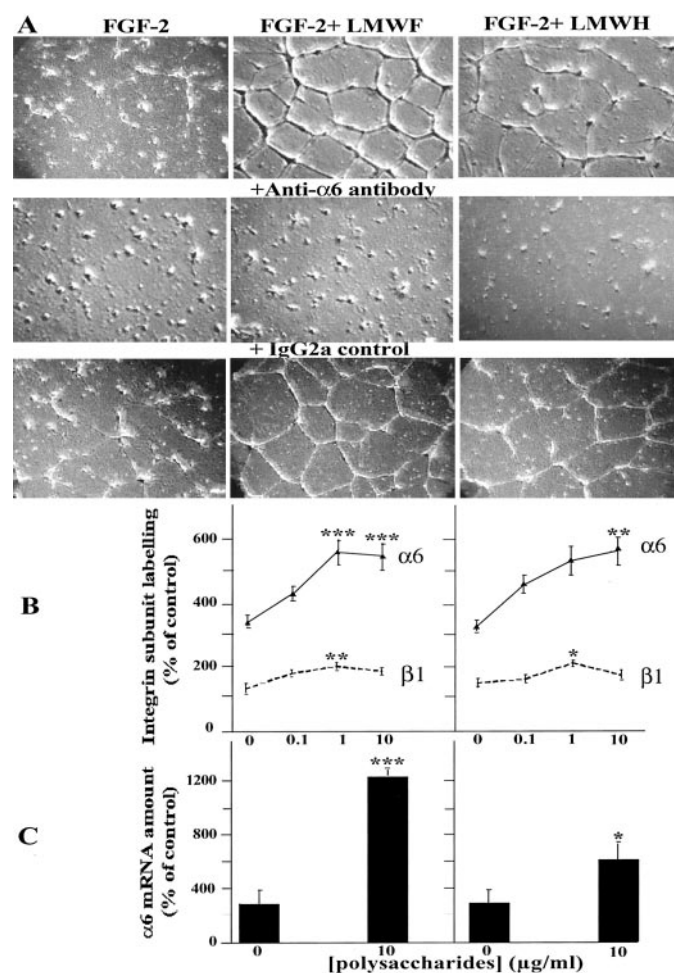 A
FGF-2
FGF-2+ LMWF
FGF-2+ LMWH
+Anti-α6 antibody
+ IgG2a control
B
Integrin subunit labelling
(% of control)
600
400
200
0
*** ***
α6
**
β1
0 0.1 1 10
**
α6
*
β1
0 0.1 1 10
C
α6 mRNA amount
(% of control)
1200
800
400
0
***
*
0 10
0 10
[polysaccharides] (µg/ml)